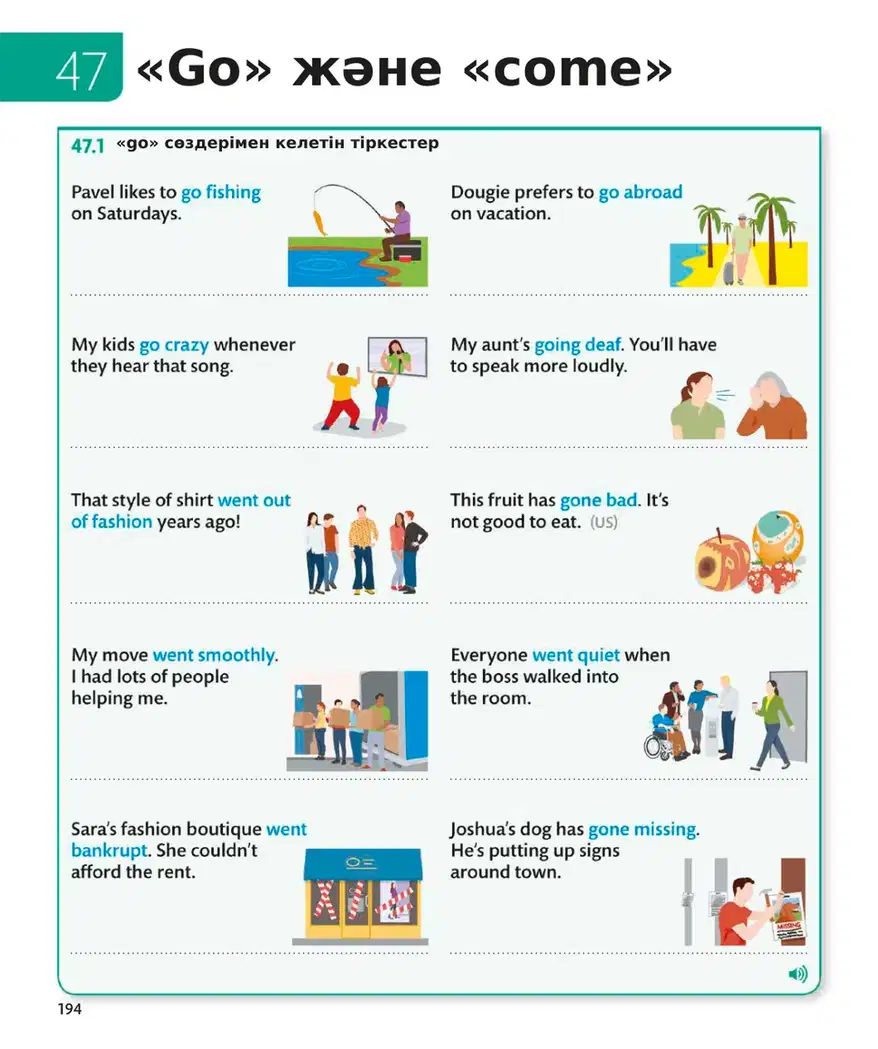 47 «Go» және «come»
47.1 «go» сөздерімен келетін тіркестер
Pavel likes to go fishing
on Saturdays.
Dougie prefers to go abroad
on vacation.
My kids go crazy whenever
they hear that song.
My aunt's going deaf. You'll have
to speak more loudly.
That style of shirt went out
of fashion years ago!
This fruit has gone bad. It's
not good to eat. (US)
My move went smoothly.
I had lots of people
helping me.
Everyone went quiet when
the boss walked into
the room.
Sara's fashion boutique went
bankrupt. She couldn't
afford the rent.
Joshua's dog has gone missing.
He's putting up signs
around town.
MISSING
194